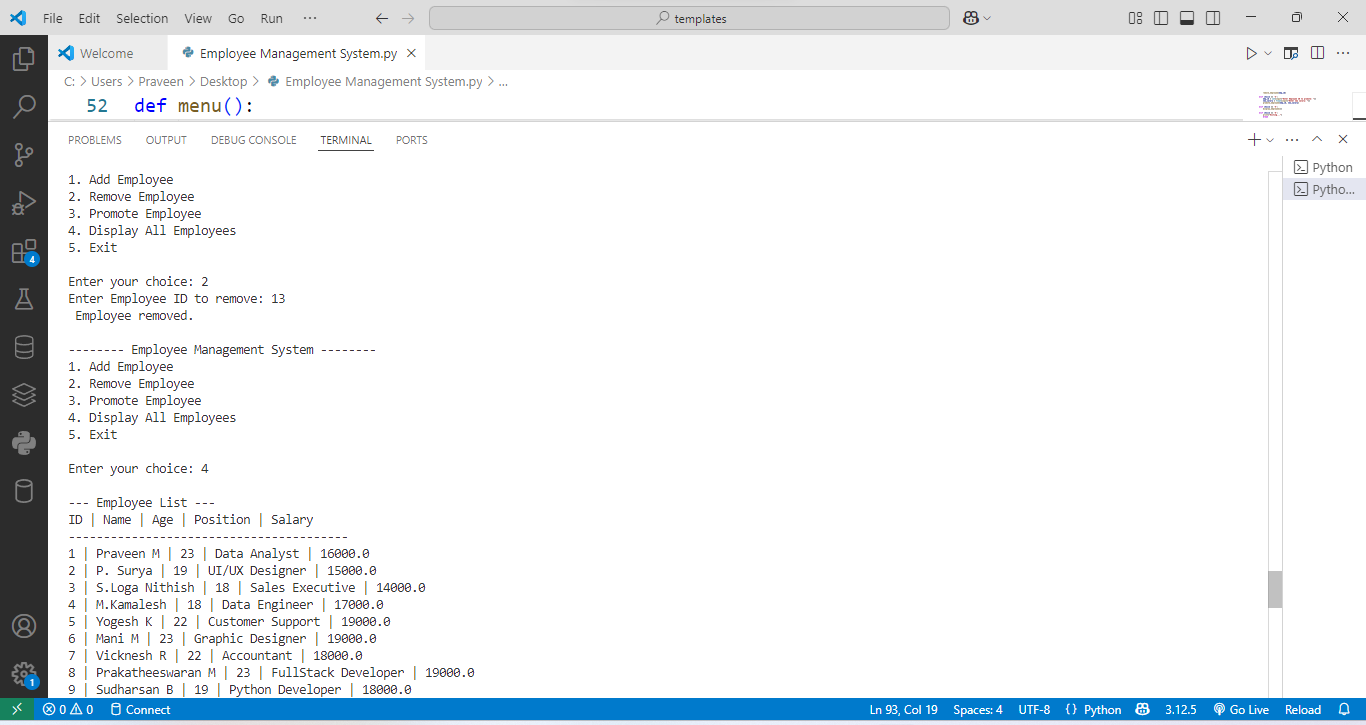 File Edit Selection View Go Run ··· templates
Welcome Employee Management System.py
C: > Users > Praveen > Desktop > Employee Management System.py > ...
52 def menu():
PROBLEMS OUTPUT DEBUG CONSOLE TERMINAL PORTS
Python
Pytho...
1. Add Employee
2. Remove Employee
3. Promote Employee
4. Display All Employees
5. Exit
Enter your choice: 2
Enter Employee ID to remove: 13
Employee removed.
-------- Employee Management System --------
1. Add Employee
2. Remove Employee
3. Promote Employee
4. Display All Employees
5. Exit
Enter your choice: 4
--- Employee List ---
ID | Name | Age | Position | Salary
----------------------------------------
1 | Praveen M | 23 | Data Analyst | 16000.0
2 | P. Surya | 19 | UI/UX Designer | 15000.0
3 | S.Loga Nithish | 18 | Sales Executive | 14000.0
4 | M.Kamalesh | 18 | Data Engineer | 17000.0
5 | Yogesh K | 22 | Customer Support | 19000.0
6 | Mani M | 23 | Graphic Designer | 19000.0
7 | Vicknesh R | 22 | Accountant | 18000.0
8 | Prakatheeswaran M | 23 | FullStack Developer | 19000.0
9 | Sudharsan B | 19 | Python Developer | 18000.0
4
1
0 0 Connect Ln 93, Col 19 Spaces: 4 UTF-8 {} Python 3.12.5 Go Live Reload